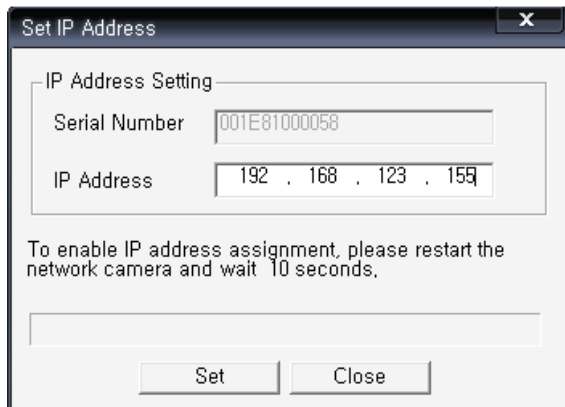 Set IP Address
x
IP Address Setting
Serial Number 001E81000058
IP Address 192 . 168 . 123 . 155
To enable IP address assignment, please restart the
network camera and wait 10 seconds.
Set Close